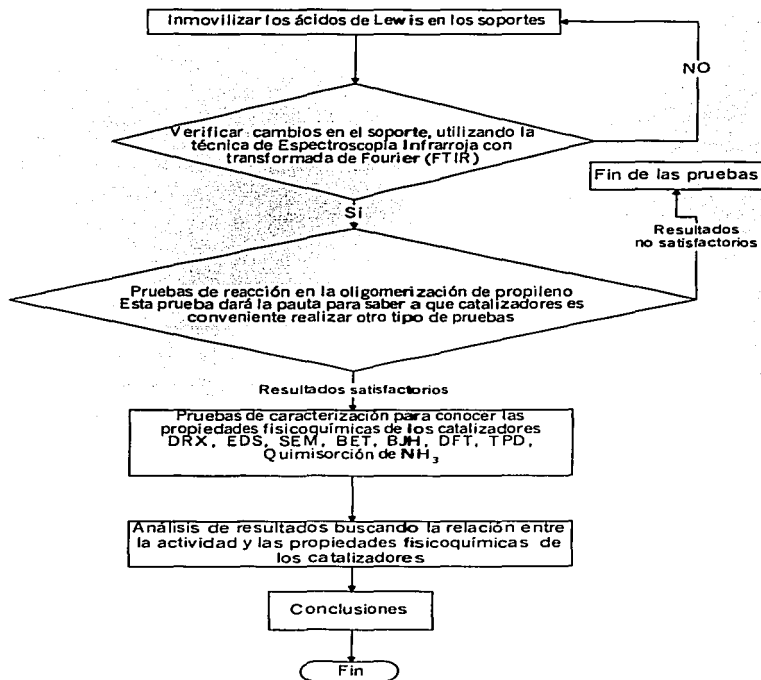 Inmovilizar los ácidos de Lewis en los soportes
NO
Verificar cambios en el soporte, utilizando la
técnica de Espectroscopía Infrarroja con
transformada de Fourier (FTIR)
Fin de las pruebas
Sí
Resultados
no satisfactorios
Pruebas de reacción en la oligomerización de propileno
Esta prueba dará la pauta para saber a que catalizadores es
conveniente realizar otro tipo de pruebas
Resultados satisfactorios
Pruebas de caracterización para conocer las
propiedades fisicoquímicas de los catalizadores
DRX, EDS, SEM, BET, BJH, DFT, TPD,
Quimisorción de NH₃
Análisis de resultados buscando la relación entre
la actividad y las propiedades fisicoquímicas de
los catalizadores
Conclusiones
Fin